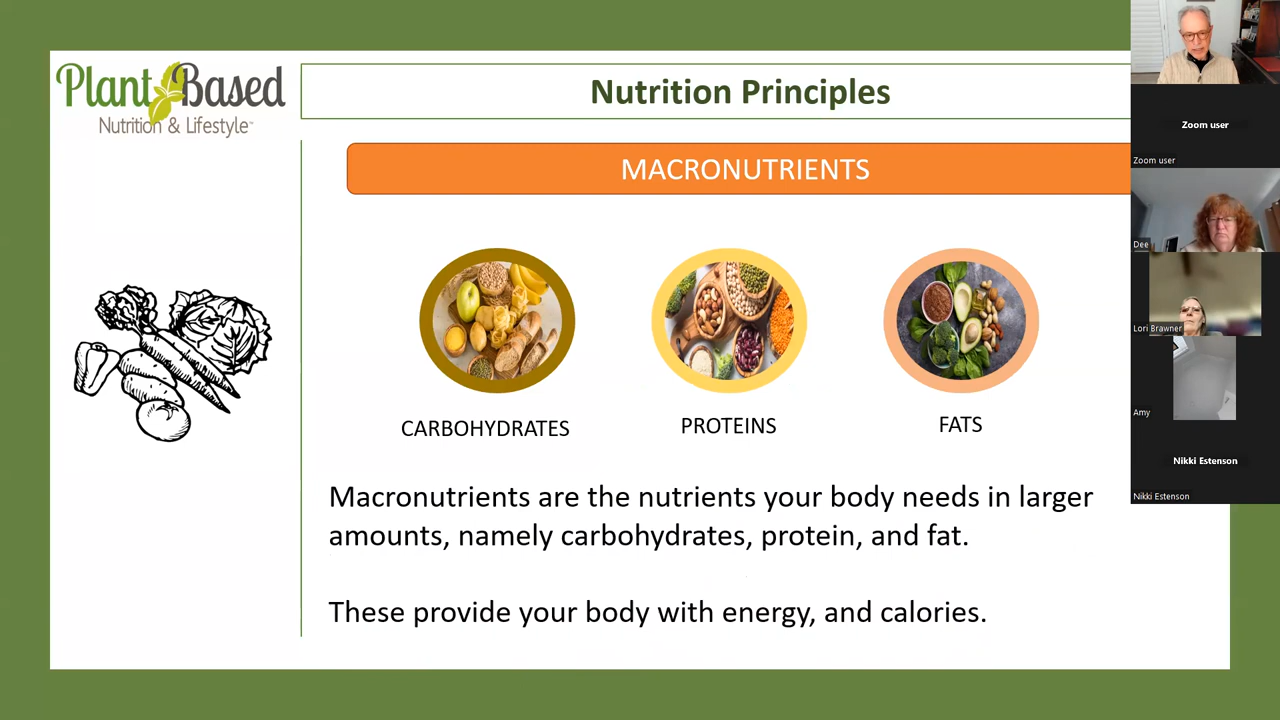 Plant Based
Nutrition & Lifestyle™
Nutrition Principles
MACRONUTRIENTS
CARBOHYDRATES
PROTEINS
FATS
Macronutrients are the nutrients your body needs in larger
amounts, namely carbohydrates, protein, and fat.
These provide your body with energy, and calories.
Zoom user
Zoom user
Dee
Lori Brawner
Amy
Nikki Estenson
Nikki Estenson